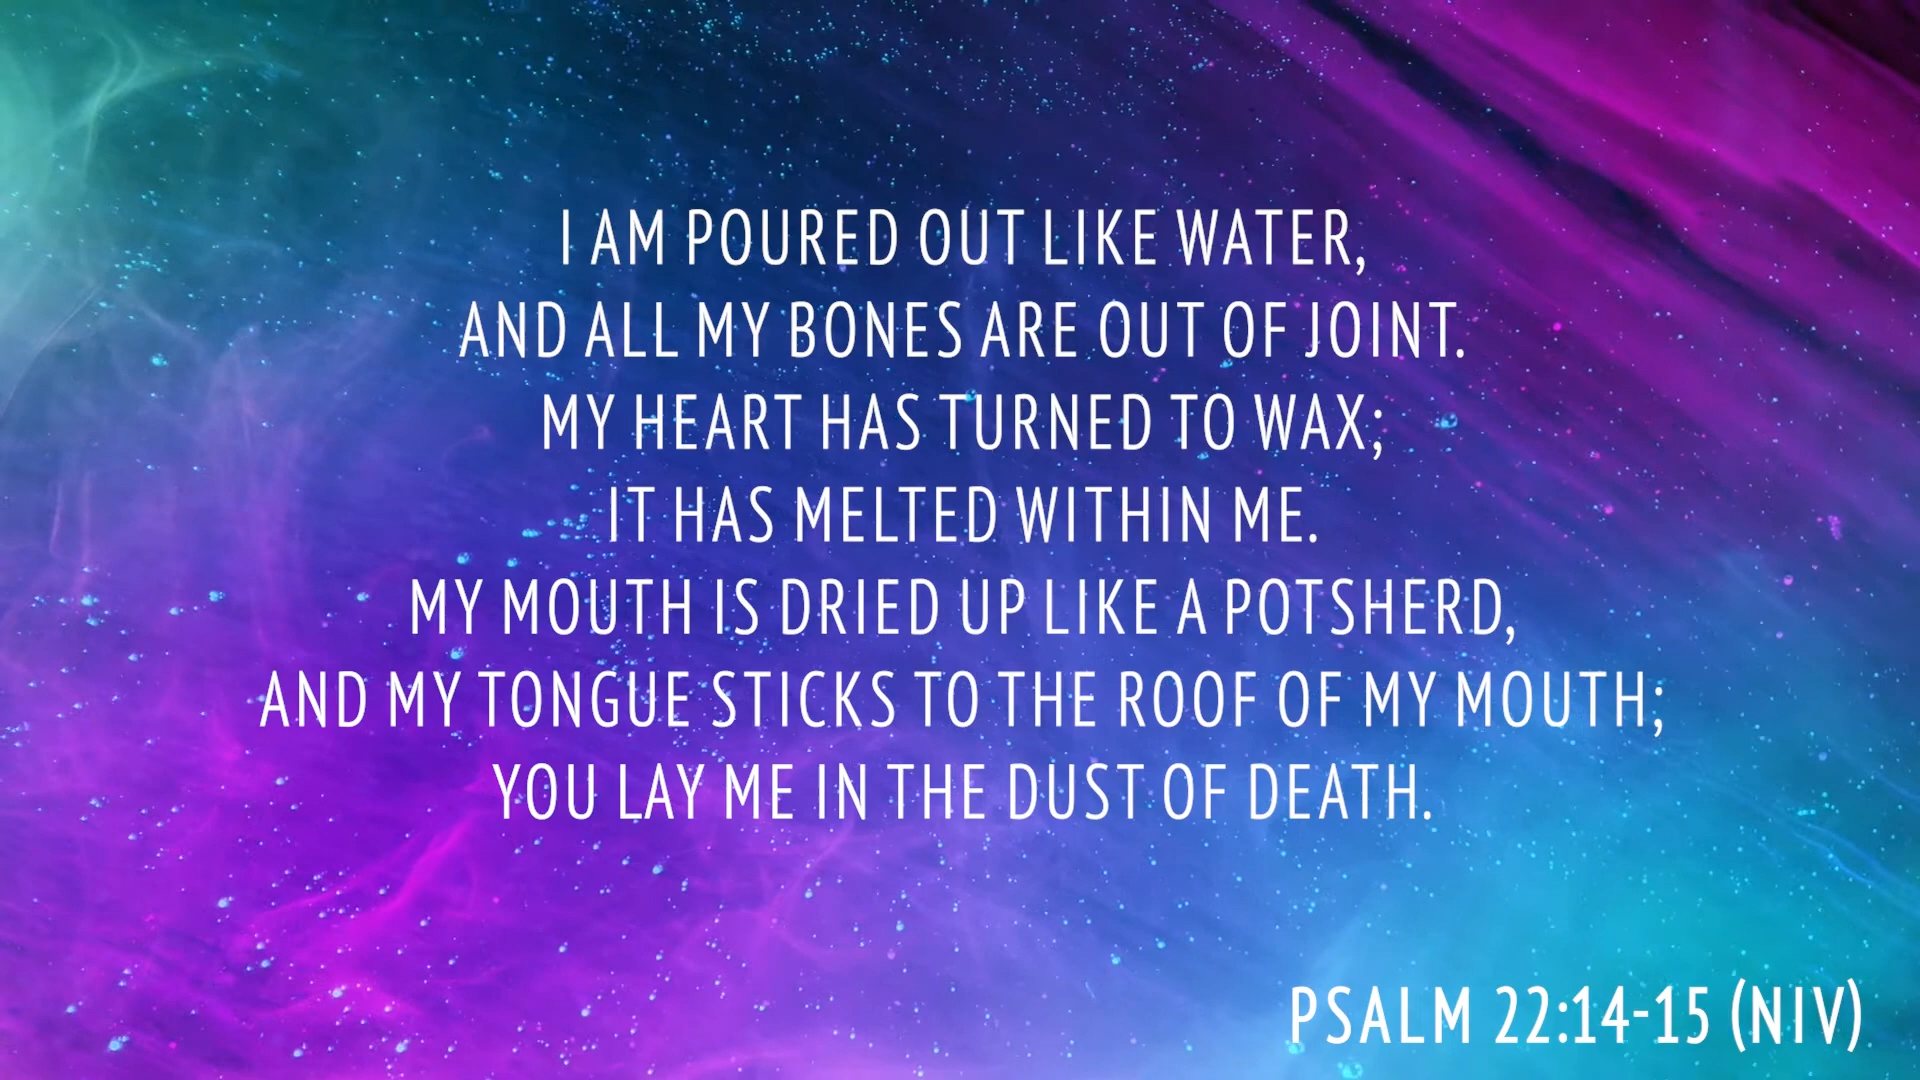 I AM POURED OUT LIKE WATER,
AND ALL MY BONES ARE OUT OF JOINT.
MY HEART HAS TURNED TO WAX;
IT HAS MELTED WITHIN ME.
MY MOUTH IS DRIED UP LIKE A POTSHERD,
AND MY TONGUE STICKS TO THE ROOF OF MY MOUTH;
YOU LAY ME IN THE DUST OF DEATH.
PSALM 22:14-15 (NIV)